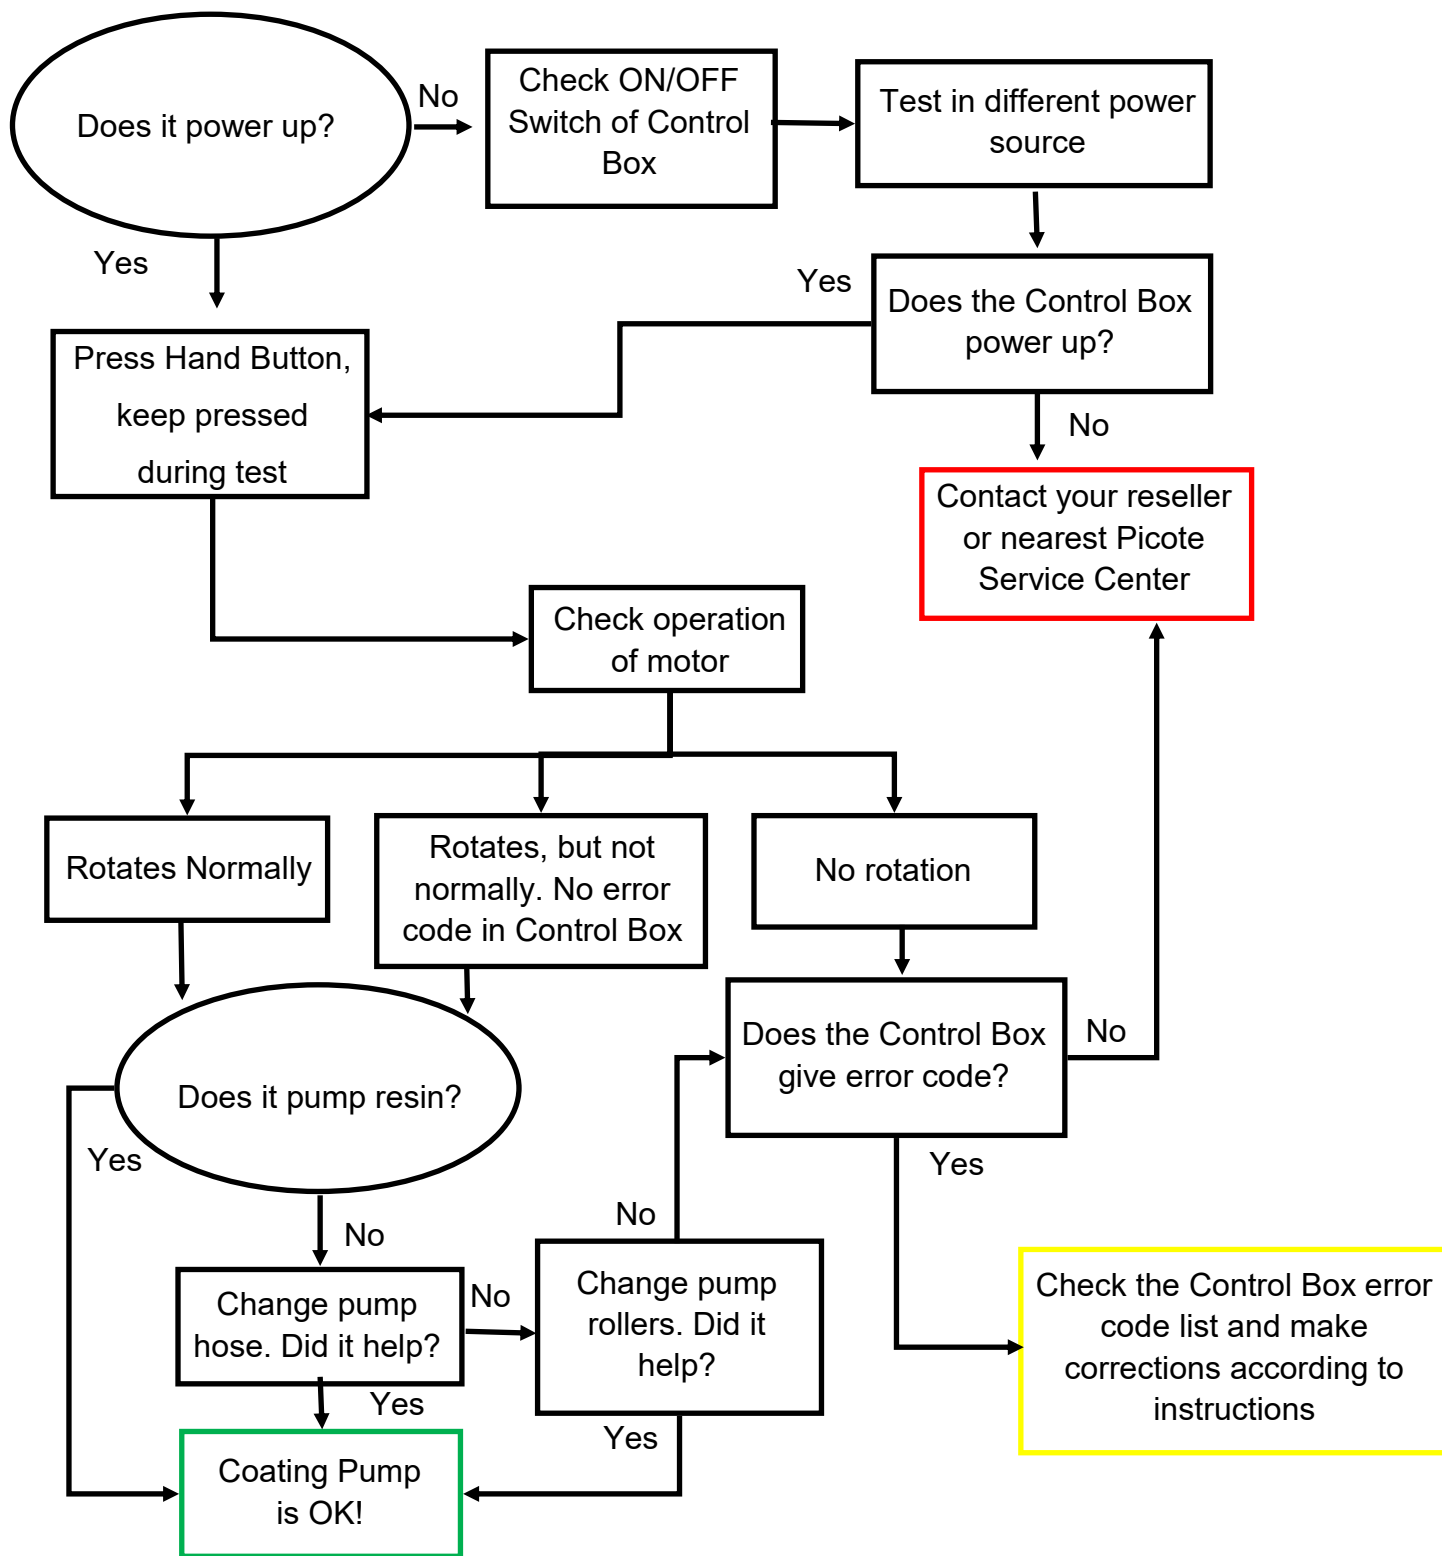 Does it power up?
No
Check ON/OFF
Switch of Control
Box
Test in different power
source
Yes
Yes
Does the Control Box
power up?
Press Hand Button,
keep pressed
during test
No
Contact your reseller
or nearest Picote
Service Center
Check operation
of motor
Rotates Normally
Rotates, but not
normally. No error
code in Control Box
No rotation
Does it pump resin?
Does the Control Box
give error code?
No
Yes
Yes
No
No
Change pump
hose. Did it help?
No
Change pump
rollers. Did it
help?
Check the Control Box error
code list and make
corrections according to
instructions
Yes
Yes
Coating Pump
is OK!